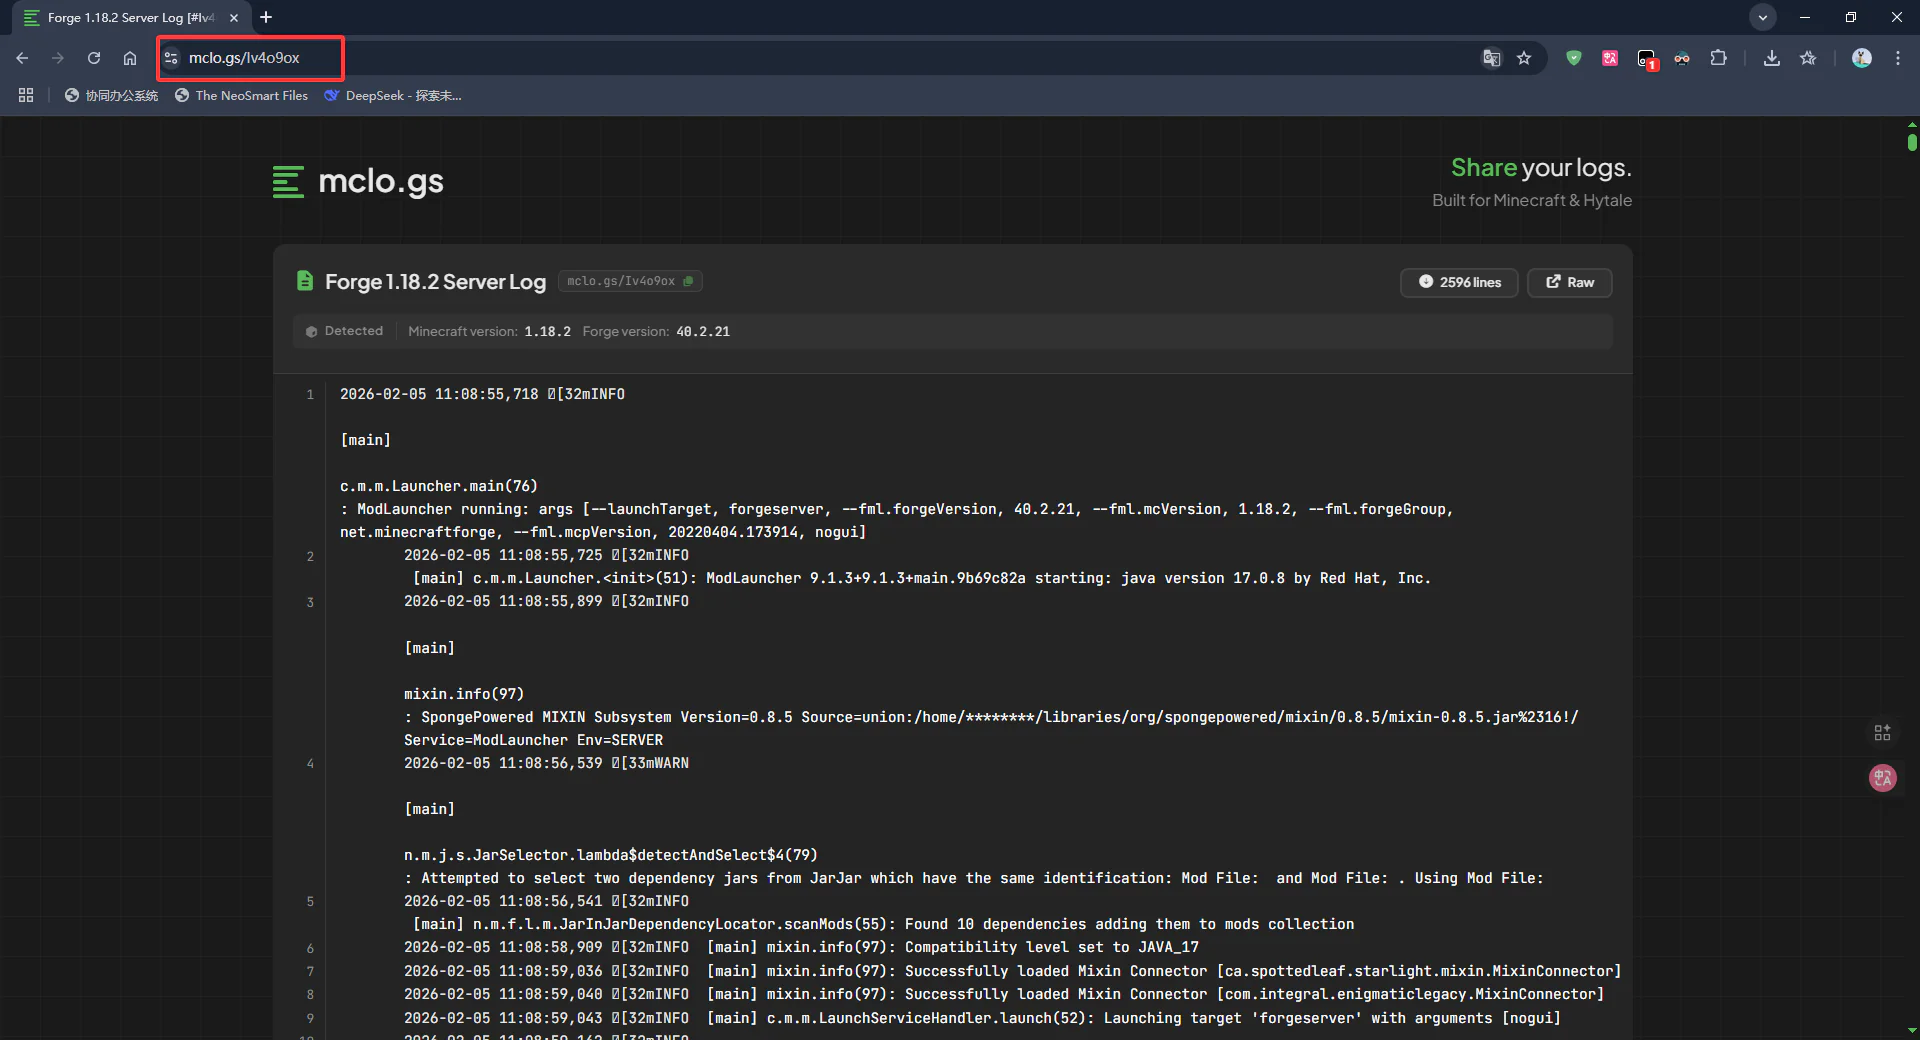 Forge 1.18.2 Server Log [#Iv4
mclo.gs/Iv4o9ox
1
协同办公系统
The NeoSmart Files
DeepSeek - 探索未...
mclo.gs
Share your logs.
Built for Minecraft & Hytale
Forge 1.18.2 Server Log
mclo.gs/Iv4o9ox
2596 lines
Raw
Detected
Minecraft version: 1.18.2 Forge version: 40.2.21
1 2026-02-05 11:08:55,718 [32mINFO
[main]
c.m.m.Launcher.main(76)
: ModLauncher running: args [--launchTarget, forgeserver, --fml.forgeVersion, 40.2.21, --fml.mcVersion, 1.18.2, --fml.forgeGroup,
net.minecraftforge, --fml.mcpVersion, 20220404.173914, nogui]
2 2026-02-05 11:08:55,725 [32mINFO
[main] c.m.m.Launcher.<init>(51): ModLauncher 9.1.3+9.1.3+main.9b69c82a starting: java version 17.0.8 by Red Hat, Inc.
3 2026-02-05 11:08:55,899 [32mINFO
[main]
mixin.info(97)
: SpongePowered MIXIN Subsystem Version=0.8.5 Source=union:/home/********/libraries/org/spongepowered/mixin/0.8.5/mixin-0.8.5.jar%2316!/
Service=ModLauncher Env=SERVER
4 2026-02-05 11:08:56,539 [33mWARN
[main]
n.m.j.s.JarSelector.lambda$detectAndSelect$4(79)
: Attempted to select two dependency jars from JarJar which have the same identification: Mod File:  and Mod File: . Using Mod File:
5 2026-02-05 11:08:56,541 [32mINFO
[main] n.m.f.l.m.JarInJarDependencyLocator.scanMods(55): Found 10 dependencies adding them to mods collection
6 2026-02-05 11:08:58,909 [32mINFO [main] mixin.info(97): Compatibility level set to JAVA_17
7 2026-02-05 11:08:59,036 [32mINFO [main] mixin.info(97): Successfully loaded Mixin Connector [ca.spottedleaf.starlight.mixin.MixinConnector]
8 2026-02-05 11:08:59,040 [32mINFO [main] mixin.info(97): Successfully loaded Mixin Connector [com.integral.enigmaticlegacy.MixinConnector]
9 2026-02-05 11:08:59,043 [32mINFO [main] c.m.m.LaunchServiceHandler.launch(52): Launching target 'forgeserver' with arguments [nogui]